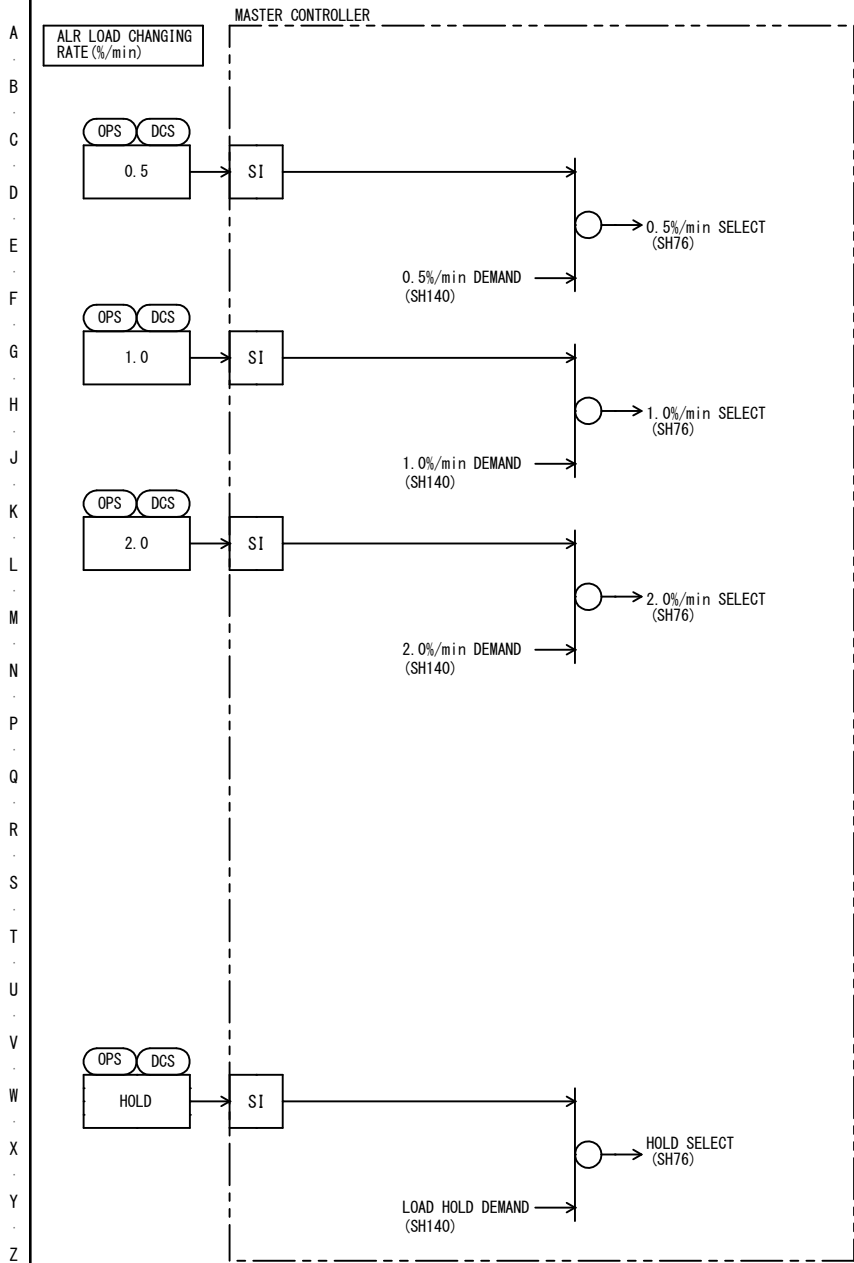 MASTER CONTROLLER
A
ALR LOAD CHANGING
RATE(%/min)
B
OPS DCS
C
0.5 SI
D
0.5%/min SELECT
(SH76)
E
0.5%/min DEMAND
(SH140)
F
OPS DCS
G
1.0 SI
H
1.0%/min SELECT
(SH76)
J
1.0%/min DEMAND
(SH140)
K
OPS DCS
2.0 SI
L
2.0%/min SELECT
(SH76)
M
2.0%/min DEMAND
(SH140)
N
P
Q
R
S
T
U
V
OPS DCS
W
HOLD SI
X
HOLD SELECT
(SH76)
Y
LOAD HOLD DEMAND
(SH140)
Z